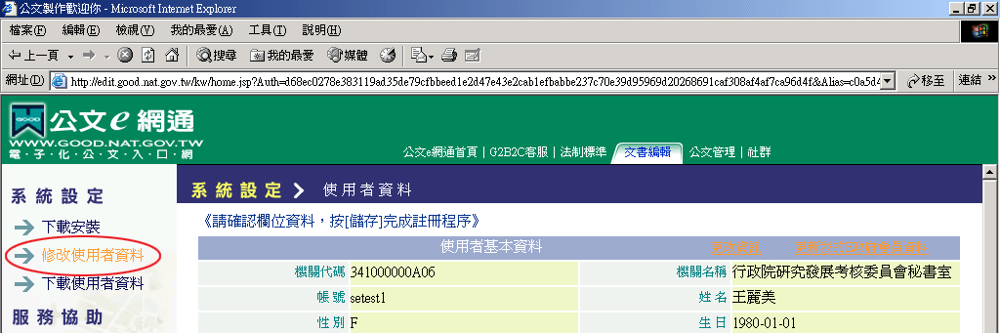 公文製作歡迎你 - Microsoft Internet Explorer
檔案(F) 編輯(E) 檢視(V) 我的最愛(A) 工具(T) 說明(H)
上一頁 搜尋 我的最愛 媒體
網址(D) http://edit.good.nat.gov.tw/kw/home.jsp?Auth=d68ec0278e383119ad35de79cfbbeed1e2d47e43e2cab1efbabbe237c70e39d95969d20268691caf308af4af7ca96d4f&Alias=c0a5d4 移至 連結 »
公文e網通
WWW.GOOD.NAT.GOV.TW
電‧子‧化‧公‧文‧入‧口‧網
公文e網通首頁 | G2B2C客服 | 法制標準 文書編輯 公文管理 | 社群
系統設定
下載安裝
修改使用者資料
下載使用者資料
服務協助
系統設定 使用者資料
《請確認欄位資料，按[儲存]完成註冊程序》
使用者基本資料
機關代碼 341000000A06 機關名稱 行政院研究發展考核委員會秘書室
帳號 setest1 姓名 王麗美
性別 F 生日 1980-01-01